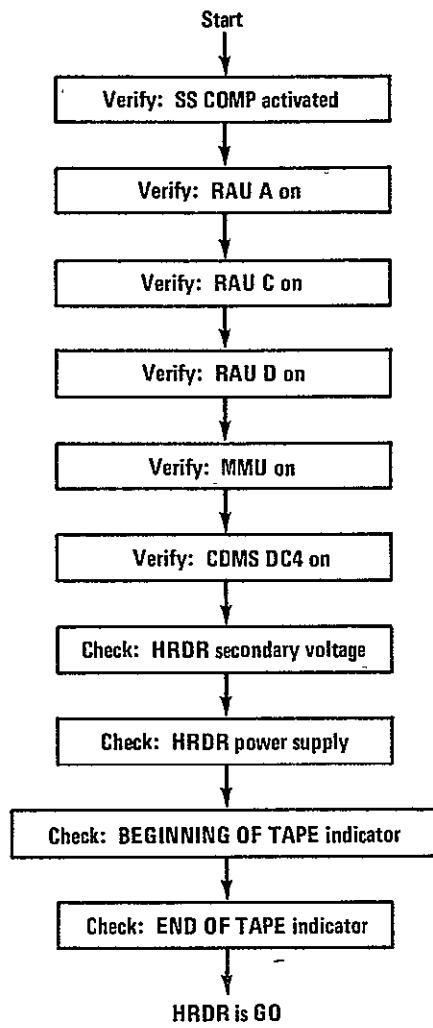 Start
Verify: SS COMP activated
Verify: RAU A on
Verify: RAU C on
Verify: RAU D on
Verify: MMU on
Verify: CDMS DC4 on
Check: HRDR secondary voltage
Check: HRDR power supply
Check: BEGINNING OF TAPE indicator
Check: END OF TAPE indicator
HRDR is GO